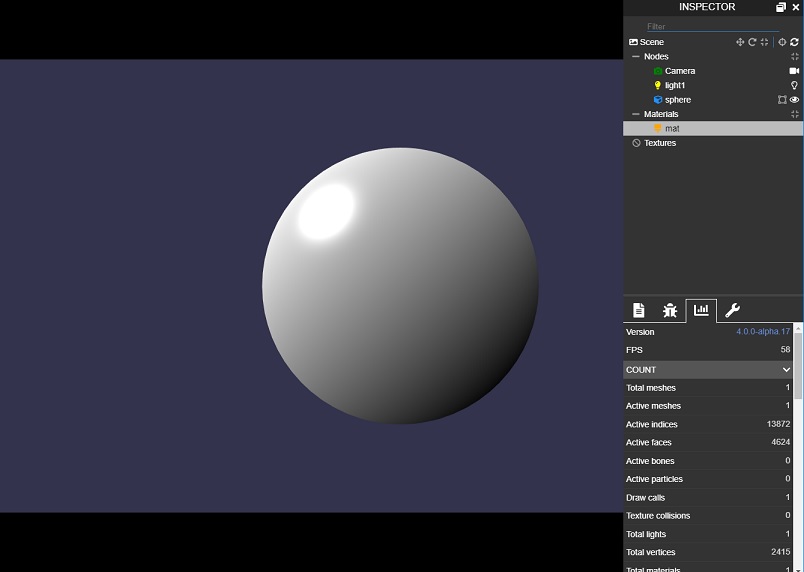 INSPECTOR
Filter
Scene
Nodes
Camera
light1
sphere
Materials
mat
Textures
Version 4.0.0-alpha.17
FPS 58
COUNT
Total meshes 1
Active meshes 1
Active indices 13872
Active faces 4624
Active bones 0
Active particles 0
Draw calls 1
Texture collisions 0
Total lights 1
Total vertices 2415
Total materials 1